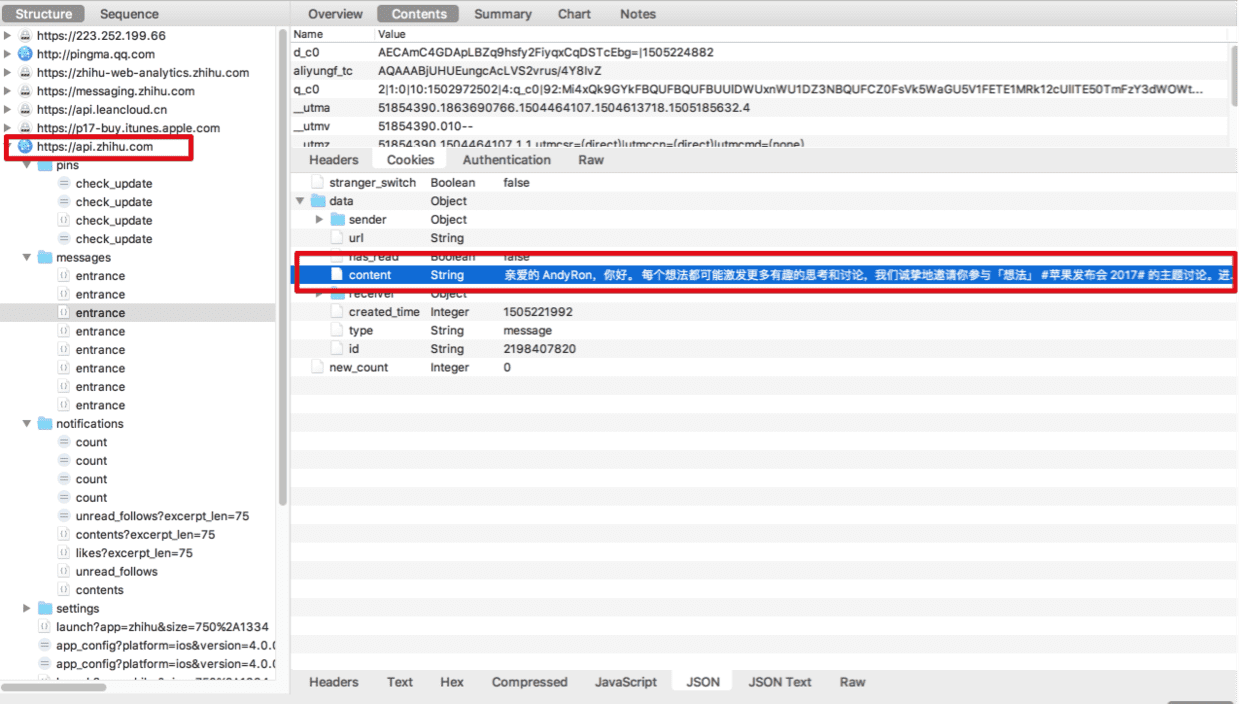 Structure Sequence
https://223.252.199.66
http://pingma.qq.com
https://zhihu-web-analytics.zhihu.com
https://messaging.zhihu.com
https://api.leancloud.cn
https://p17-buy.itunes.apple.com
https://api.zhihu.com
pins
check_update
check_update
check_update
check_update
messages
entrance
entrance
entrance
entrance
entrance
entrance
entrance
entrance
notifications
count
count
count
count
unread_follows?excerpt_len=75
contents?excerpt_len=75
likes?excerpt_len=75
unread_follows
contents
settings
launch?app=zhihu&size=750%2A1334
app_config?platform=ios&version=4.0.0
app_config?platform=ios&version=4.0.0
Overview Contents Summary Chart Notes
Name Value
d_c0 AECAmC4GDApLBZq9hsfy2FiyqxCqDSTcEbg=|1505224882
aliyungf_tc AQAAABjUHUEungcAcLVS2vrus/4Y8IvZ
q_c0 2|1:0|10:1502972502|4:q_c0|92:Mi4xQk9GYkFBQUFBQUFBUUlDWUxnWU1DZ3NBQUFCZ0FsVk5WaGU5V1FETE1MRk12cUlITE50TmFzY3dWOWt...
__utma 51854390.1863690766.1504464107.1504613718.1505185632.4
__utmv 51854390.010--
__utmz 51854390.1504464107.1.1.utmcsr=(direct)|utmccn=(direct)|utmcmd=(none)
Headers Cookies Authentication Raw
stranger_switch Boolean false
data Object
sender Object
url String
has_read Boolean false
content String 亲爱的 AndyRon，你好。 每个想法都可能激发更多有趣的思考和讨论，我们诚挚地邀请你参与「想法」 #苹果发布会 2017# 的主题讨论。进...
receiver Object
created_time Integer 1505221992
type String message
id String 2198407820
new_count Integer 0
Headers Text Hex Compressed JavaScript JSON JSON Text Raw